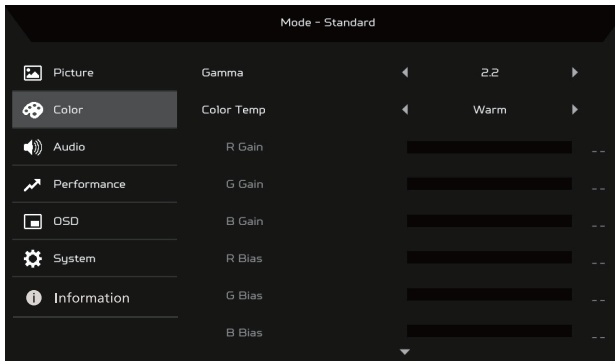 Mode - Standard
Picture
Gamma 2.2
Color
Color Temp Warm
Audio
R Gain --
Performance
G Gain --
OSD
B Gain --
System
R Bias --
Information
G Bias --
B Bias --